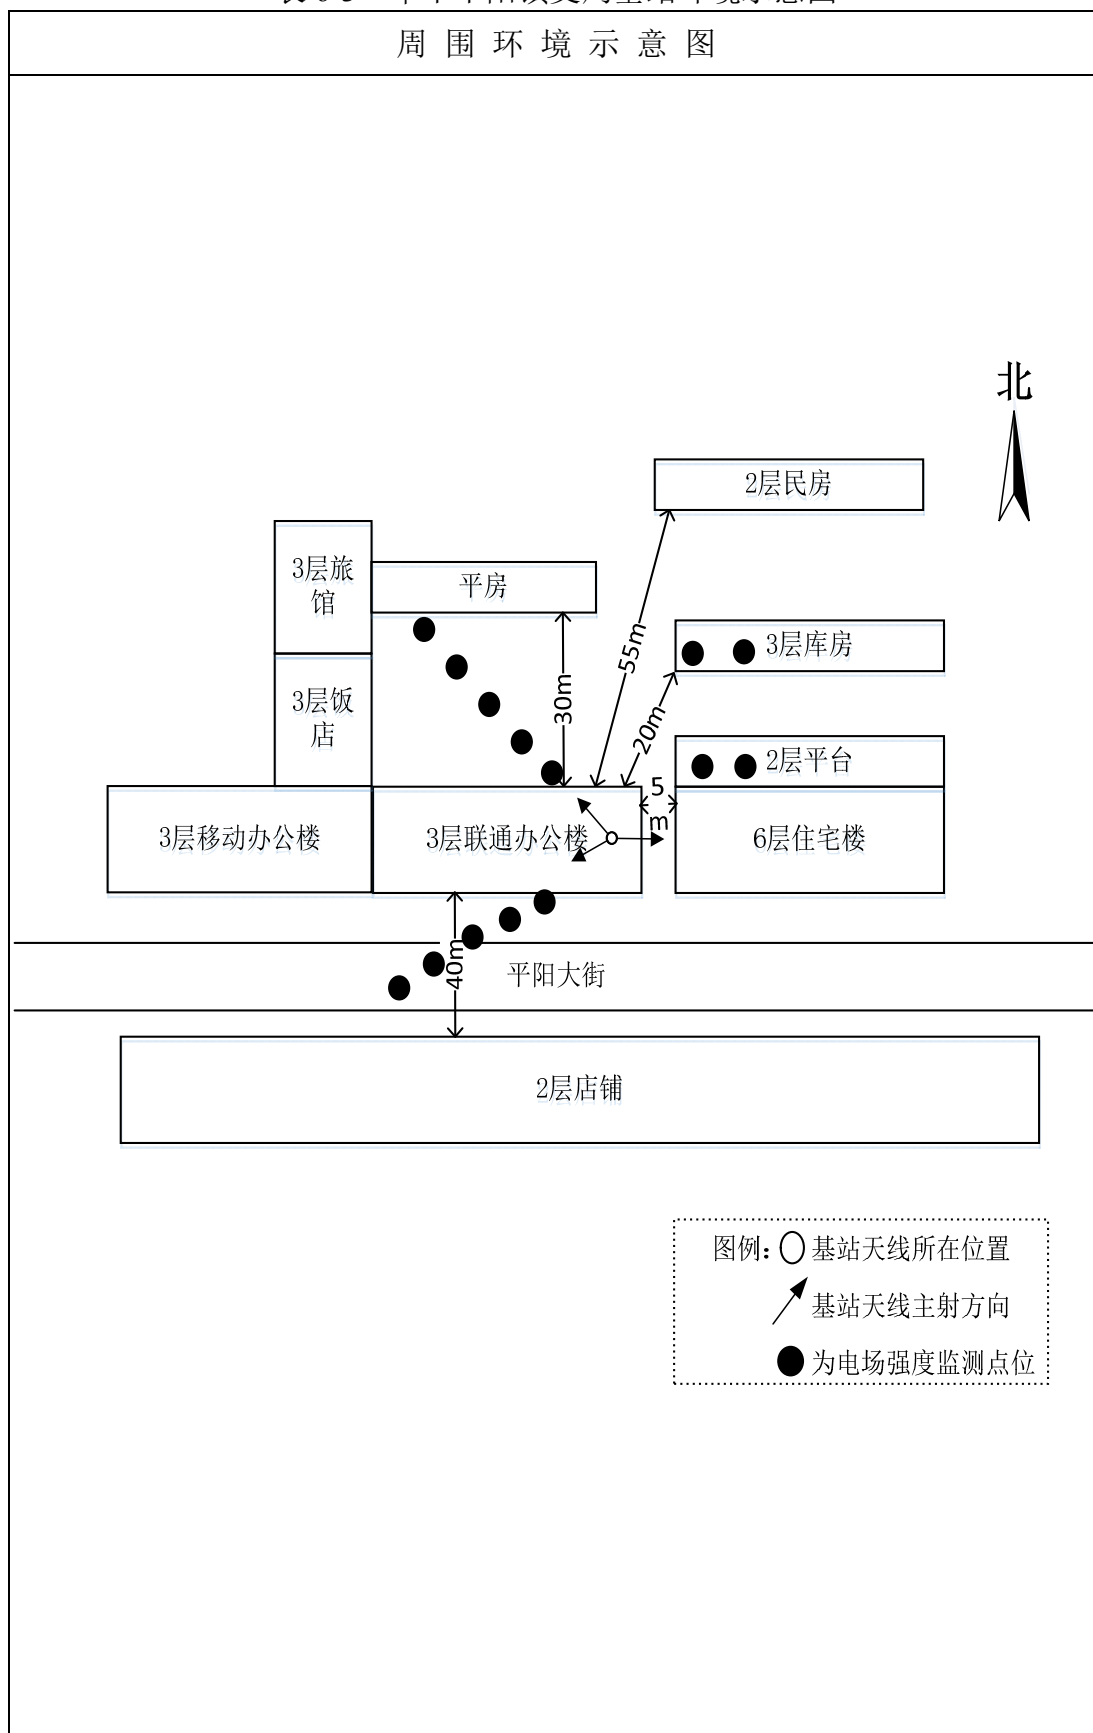 周围环境示意图
北
2层民房
3层旅
馆
平房
55m
3层库房
30m
3层饭
店
20m
2层平台
5
m
3层移动办公楼
3层联通办公楼
6层住宅楼
40m
平阳大街
2层店铺
图例：基站天线所在位置
基站天线主射方向
为电场强度监测点位